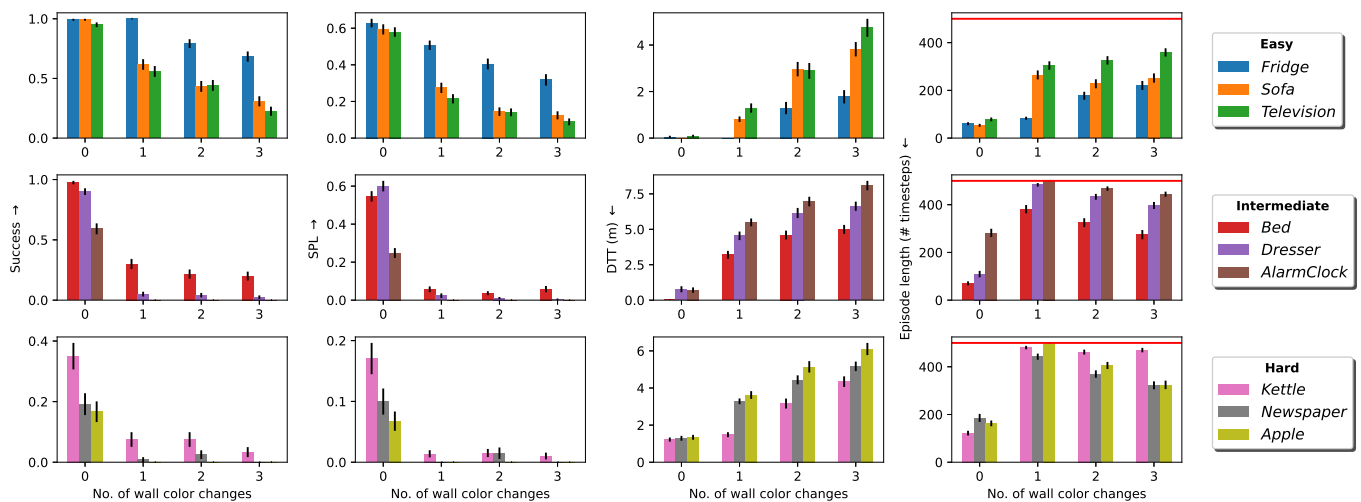 1.0
0.5
0.0
0 1 2 3
0.6
0.4
0.2
0.0
0 1 2 3
4
2
0
0 1 2 3
400
200
0
0 1 2 3
Easy
Fridge
Sofa
Television
Success →
1.0
0.5
0.0
0 1 2 3
SPL →
0.6
0.4
0.2
0.0
0 1 2 3
DTT (m) ←
7.5
5.0
2.5
0.0
0 1 2 3
Episode length (# timesteps) ←
400
200
0
0 1 2 3
Intermediate
Bed
Dresser
AlarmClock
0.4
0.2
0.0
0 1 2 3
No. of wall color changes
0.2
0.1
0.0
0 1 2 3
No. of wall color changes
6
4
2
0
0 1 2 3
No. of wall color changes
400
200
0
0 1 2 3
No. of wall color changes
Hard
Kettle
Newspaper
Apple